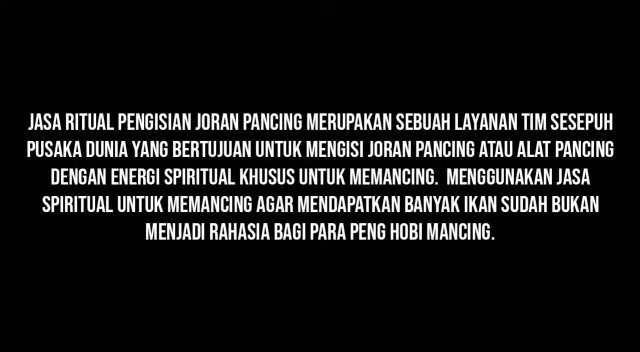 JASA RITUAL PENGISIAN JORAN PANCING MERUPAKAN SEBUAH LAYANAN TIM SESEPUH
PUSAKA DUNIA YANG BERTUJUAN UNTUK MENGISI JORAN PANCING ATAU ALAT PANCING
DENGAN ENERGI SPIRITUAL KHUSUS UNTUK MEMANCING. MENGGUNAKAN JASA
SPIRITUAL UNTUK MEMANCING AGAR MENDAPATKAN BANYAK IKAN SUDAH BUKAN
MENJADI RAHASIA BAGI PARA PENG HOBI MANCING.